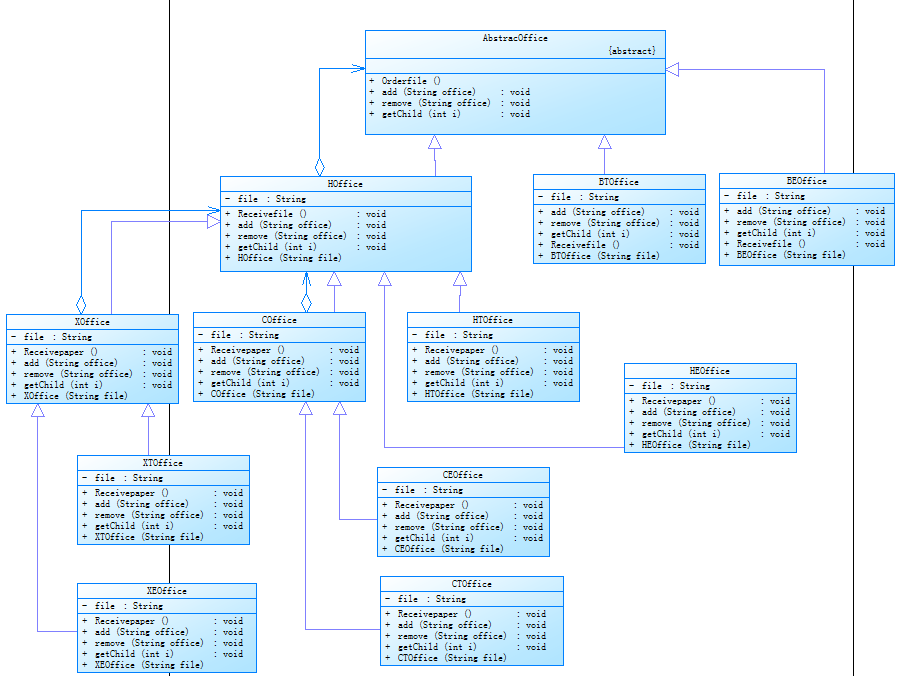 AbstracOffice
{abstract}
+ Orderfile ()
+ add (String office) : void
+ remove (String office) : void
+ getChild (int i) : void
HOffice
- file : String
+ Receivefile () : void
+ add (String office) : void
+ remove (String office) : void
+ getChild (int i) : void
+ HOffice (String file)
BTOffice
- file : String
+ add (String office) : void
+ remove (String office) : void
+ getChild (int i) : void
+ Receivefile () : void
+ BTOffice (String file)
BEOffice
- file : String
+ add (String office) : void
+ remove (String office) : void
+ getChild (int i) : void
+ Receivefile () : void
+ BEOffice (String file)
XOffice
- file : String
+ Receivepaper () : void
+ add (String office) : void
+ remove (String office) : void
+ getChild (int i) : void
+ XOffice (String file)
COffice
- file : String
+ Receivepaper () : void
+ add (String office) : void
+ remove (String office) : void
+ getChild (int i) : void
+ COffice (String file)
HTOffice
- file : String
+ Receivepaper () : void
+ add (String office) : void
+ remove (String office) : void
+ getChild (int i) : void
+ HTOffice (String file)
HEOffice
- file : String
+ Receivepaper () : void
+ add (String office) : void
+ remove (String office) : void
+ getChild (int i) : void
+ HEOffice (String file)
XTOffice
- file : String
+ Receivepaper () : void
+ add (String office) : void
+ remove (String office) : void
+ getChild (int i) : void
+ XTOffice (String file)
CEOffice
- file : String
+ Receivepaper () : void
+ add (String office) : void
+ remove (String office) : void
+ getChild (int i) : void
+ CEOffice (String file)
XEOffice
- file : String
+ Receivepaper () : void
+ add (String office) : void
+ remove (String office) : void
+ getChild (int i) : void
+ XEOffice (String file)
CTOffice
- file : String
+ Receivepaper () : void
+ add (String office) : void
+ remove (String office) : void
+ getChild (int i) : void
+ CTOffice (String file)